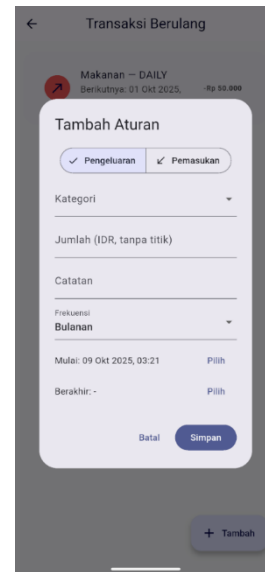 Transaksi Berulang
Makanan — DAILY
Berikutnya: 01 Okt 2025,
-Rp 50.000
Tambah Aturan
Pengeluaran
Pemasukan
Kategori
Jumlah (IDR, tanpa titik)
Catatan
Frekuensi
Bulanan
Mulai: 09 Okt 2025, 03:21
Pilih
Berakhir: -
Pilih
Batal
Simpan
+ Tambah